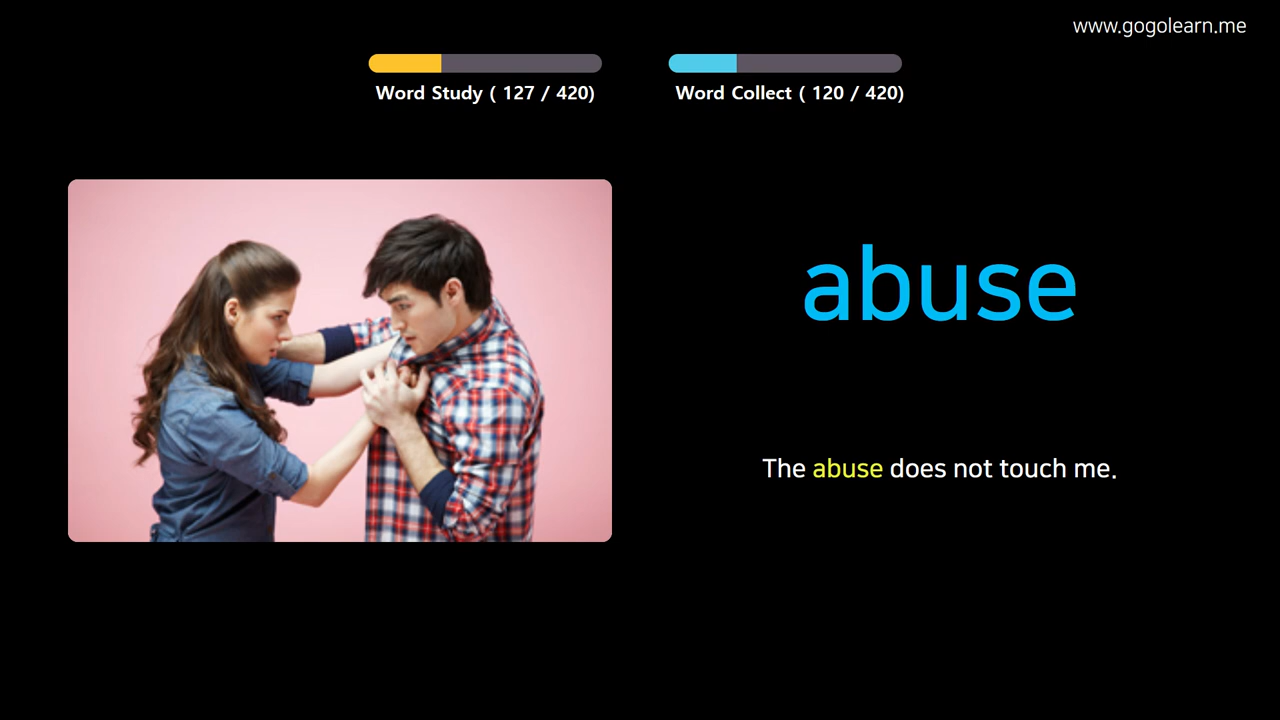 www.gogolearn.me
Word Study ( 127 / 420)
Word Collect ( 120 / 420)
abuse
The abuse does not touch me.